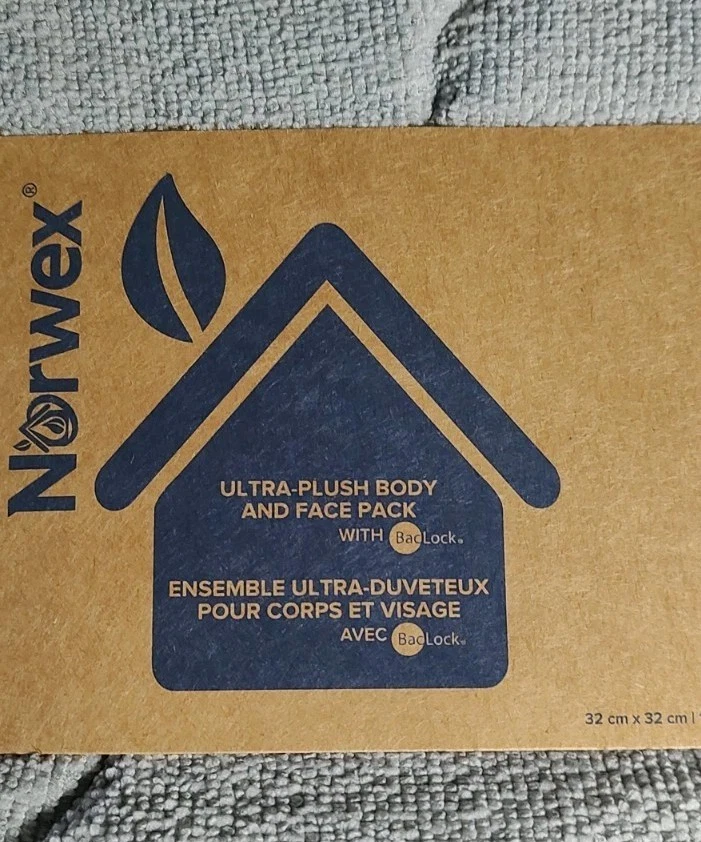 Norwex®
ULTRA-PLUSH BODY
AND FACE PACK
WITH BacLock®
ENSEMBLE ULTRA-DUVETEUX
POUR CORPS ET VISAGE
AVEC BacLock®
32 cm x 32 cm |